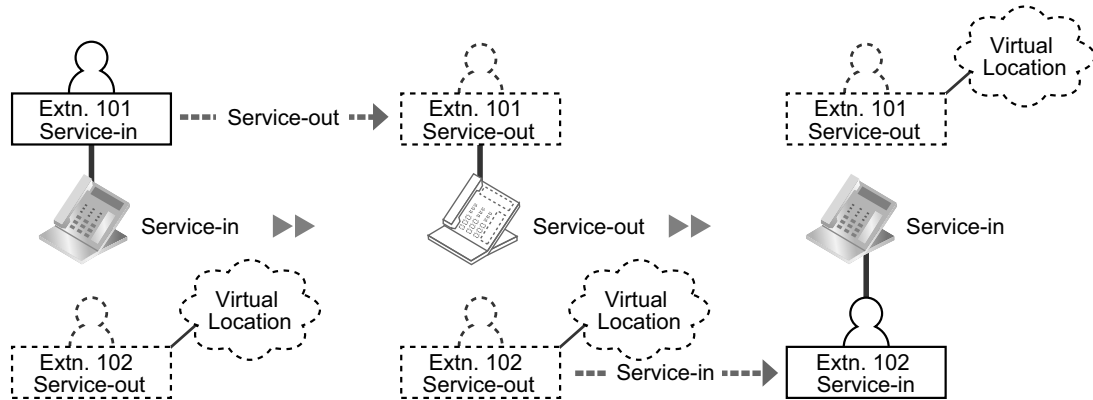 Virtual
Location
Extn. 101
Service-in
Service-out
Extn. 101
Service-out
Extn. 101
Service-out
Service-in
Service-out
Service-in
Virtual
Location
Virtual
Location
Extn. 102
Service-out
Extn. 102
Service-out
Service-in
Extn. 102
Service-in